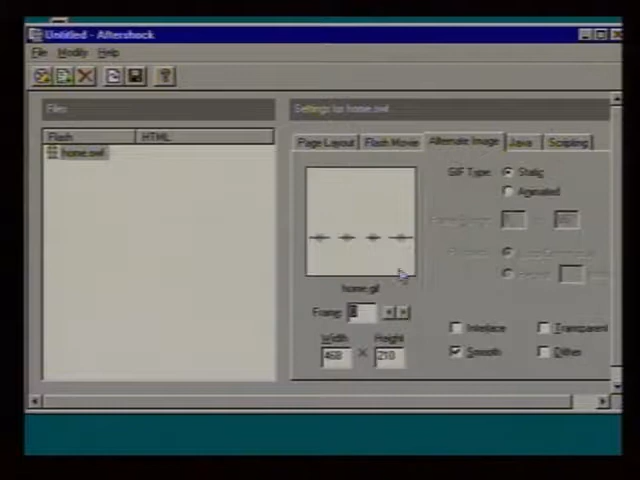 Untitled - Aftershock
File Modify Help
Files
Settings for home.swf
Flash HTML
home.swf
Page Layout Flash Movie Alternate Image Java Scripting
GIF Type: Static
Animated
home.gif
Frame:
Width Height
468 × 210
Interlace Transparent
Smooth Dither